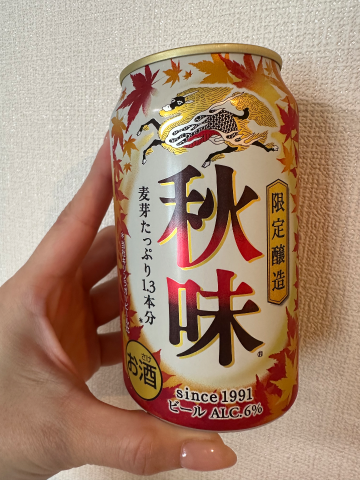 限定醸造
秋味
®
麦芽たっぷり1.3本分
お酒
since 1991
ビール ALC.6%